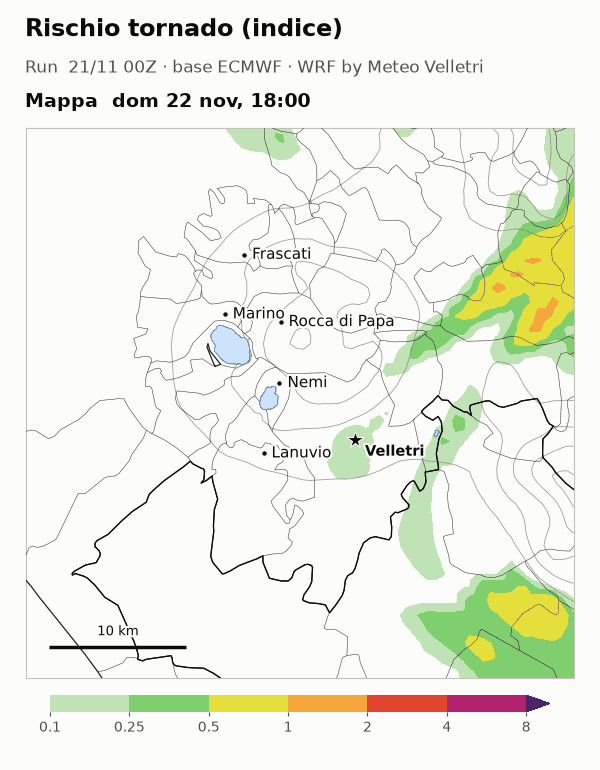 Rischio tornado (indice)
Run  21/11 00Z · base ECMWF · WRF by Meteo Velletri
Mappa  dom 22 nov, 18:00
Frascati
Marino
Rocca di Papa
Nemi
Velletri
Lanuvio
10 km
0.1 0.25 0.5 1 2 4 8